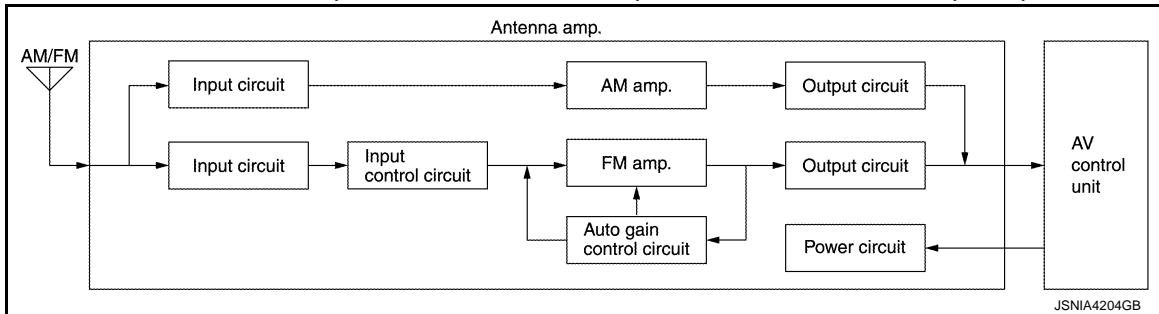 Antenna amp.
AM/FM
Input circuit
AM amp.
Output circuit
Input circuit
Input
control circuit
FM amp.
Output circuit
AV
control
unit
Auto gain
control circuit
Power circuit
JSNIA4204GB